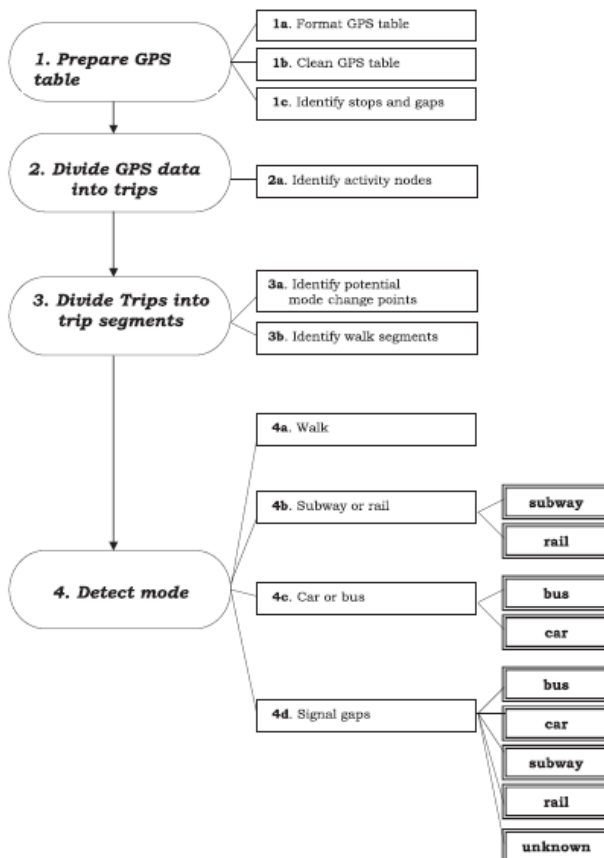 1a. Format GPS table
1. Prepare GPS
table
1b. Clean GPS table
1c. Identify stops and gaps
2. Divide GPS data
into trips
2a. Identify activity nodes
3. Divide Trips into
trip segments
3a. Identify potential
mode change points
3b. Identify walk segments
4. Detect mode
4a. Walk
4b. Subway or rail
subway
rail
4c. Car or bus
bus
car
4d. Signal gaps
bus
car
subway
rail
unknown